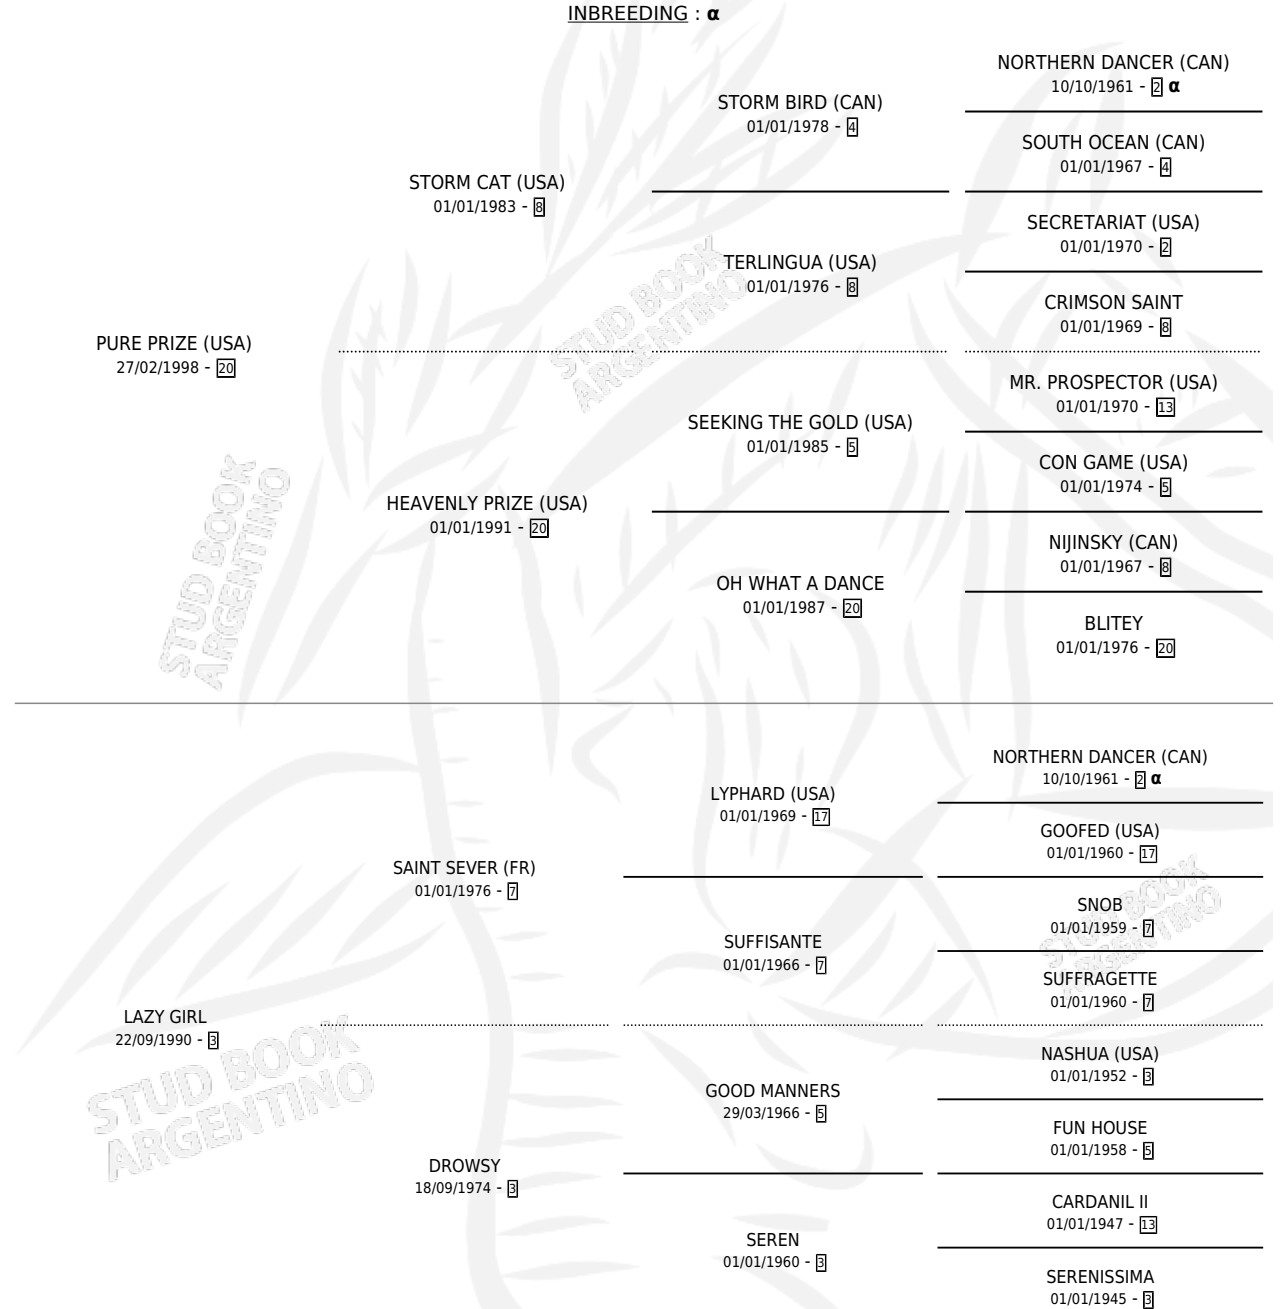 INBREEDING : α
NORTHERN DANCER (CAN)
10/10/1961 - 2 α
STORM BIRD (CAN)
01/01/1978 - 4
SOUTH OCEAN (CAN)
01/01/1967 - 4
STORM CAT (USA)
01/01/1983 - 8
SECRETARIAT (USA)
01/01/1970 - 2
TERLINGUA (USA)
01/01/1976 - 8
CRIMSON SAINT
01/01/1969 - 8
PURE PRIZE (USA)
27/02/1998 - 20
MR. PROSPECTOR (USA)
01/01/1970 - 13
SEEKING THE GOLD (USA)
01/01/1985 - 5
CON GAME (USA)
01/01/1974 - 5
HEAVENLY PRIZE (USA)
01/01/1991 - 20
NIJINSKY (CAN)
01/01/1967 - 8
OH WHAT A DANCE
01/01/1987 - 20
BLITEY
01/01/1976 - 20
NORTHERN DANCER (CAN)
10/10/1961 - 2 α
LYPHARD (USA)
01/01/1969 - 17
GOOFED (USA)
01/01/1960 - 17
SAINT SEVER (FR)
01/01/1976 - 7
SNOB
01/01/1959 - 7
SUFFISANTE
01/01/1966 - 7
SUFFRAGETTE
01/01/1960 - 7
LAZY GIRL
22/09/1990 - 3
NASHUA (USA)
01/01/1952 - 3
GOOD MANNERS
29/03/1966 - 5
FUN HOUSE
01/01/1958 - 5
DROWSY
18/09/1974 - 3
CARDANIL II
01/01/1947 - 13
SEREN
01/01/1960 - 3
SERENISSIMA
01/01/1945 - 3
STUD BOOK
ARGENTINO
STUD BOOK
ARGENTINO
STUD BOOK
ARGENTINO
STUD BOOK
ARGENTINO